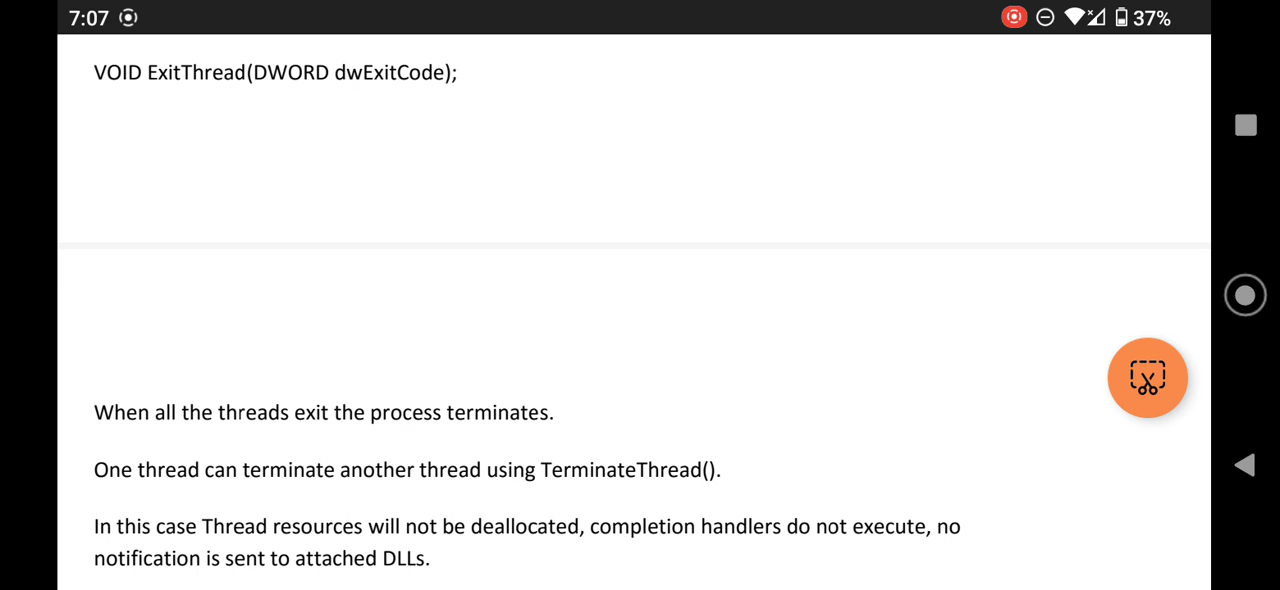 7:07
37%
VOID ExitThread(DWORD dwExitCode);
When all the threads exit the process terminates.
One thread can terminate another thread using TerminateThread().
In this case Thread resources will not be deallocated, completion handlers do not execute, no
notification is sent to attached DLLs.